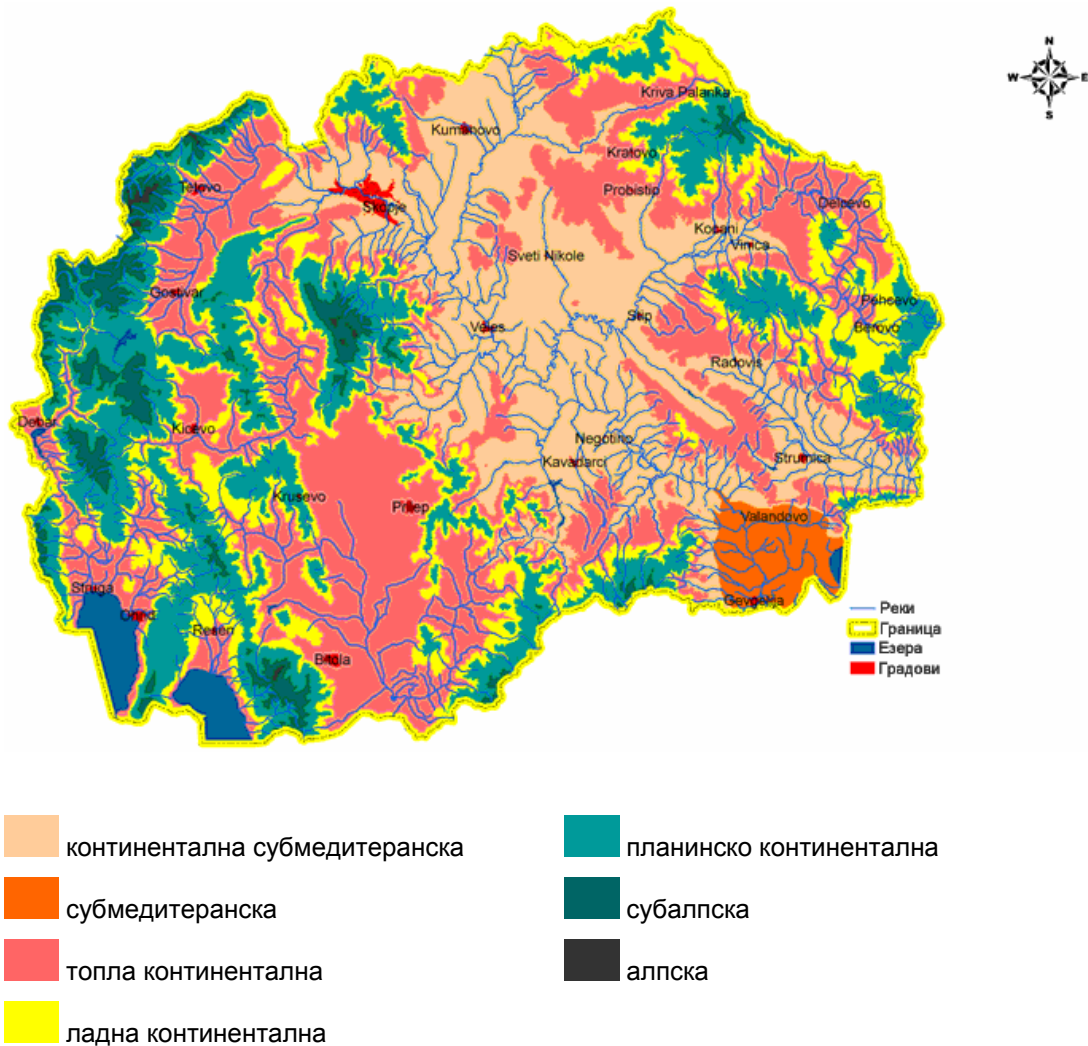 N
W E
S
Kriva Palanka
Kumanovo
Kratovo
Tetovo
Probistip
Delcevo
Skopje
Kocani
Vinica
Sveti Nikole
Gostivar
Pehcevo
Stip
Veles
Berovo
Radovis
Debar
Kicevo
Negotino
Kavadarci
Strumica
Krusevo
Prilep
Valandovo
Struga
Gevgelija
Ohrid
Resen
Bitola
Реки
Граница
Езера
Градови
континентална субмедитеранска
планинско континентална
субмедитеранска
субалпска
топла континентална
алпска
ладна континентална